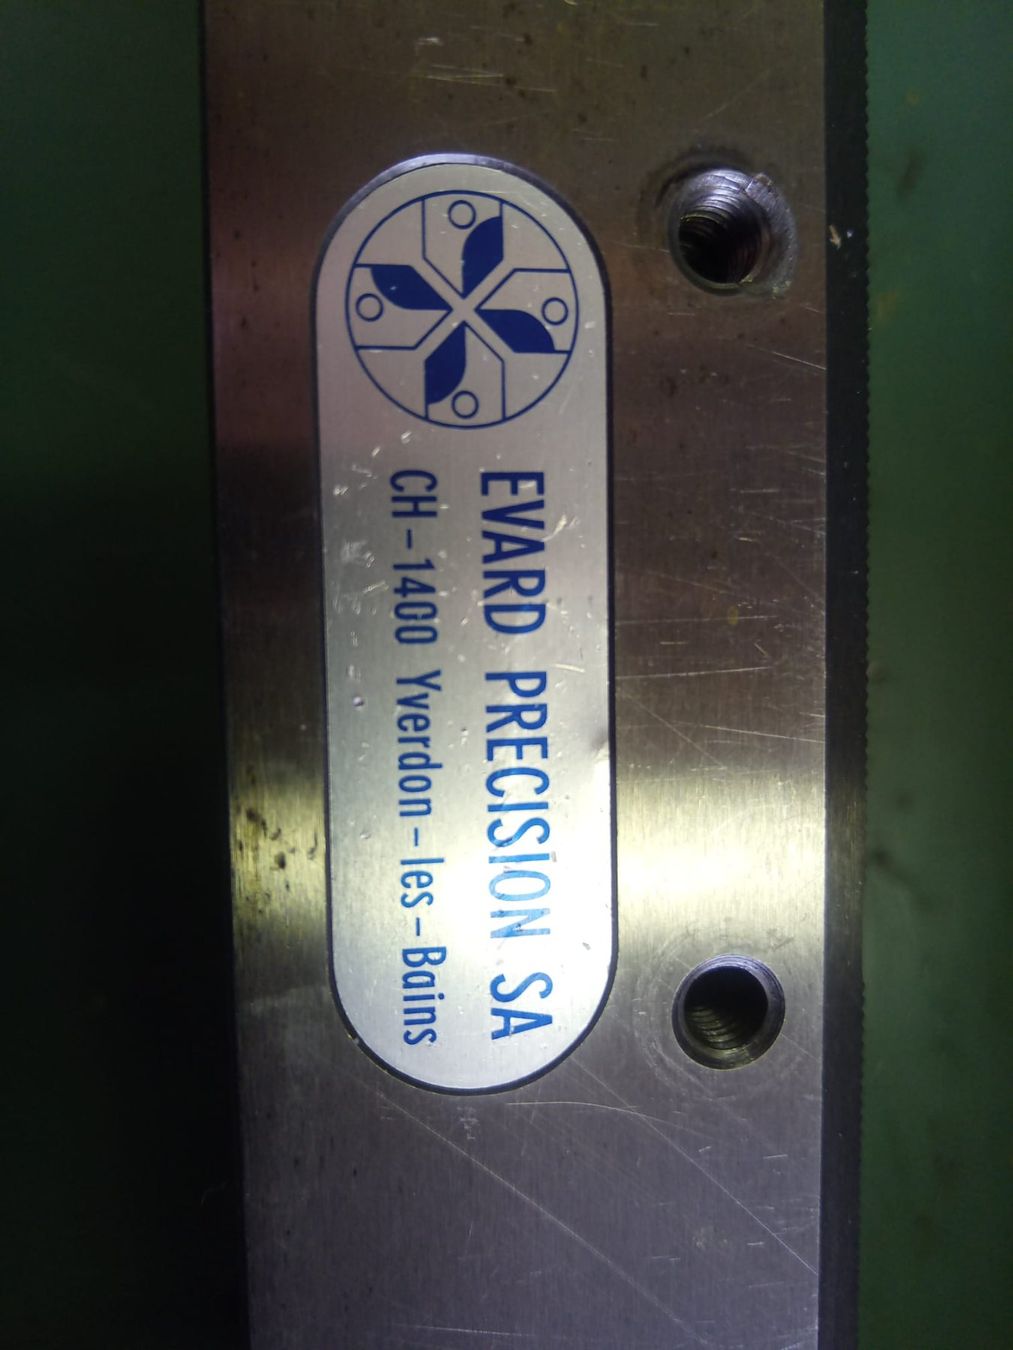 EVARD PRECISION SA
CH-1400 Yverdon-les-Bains